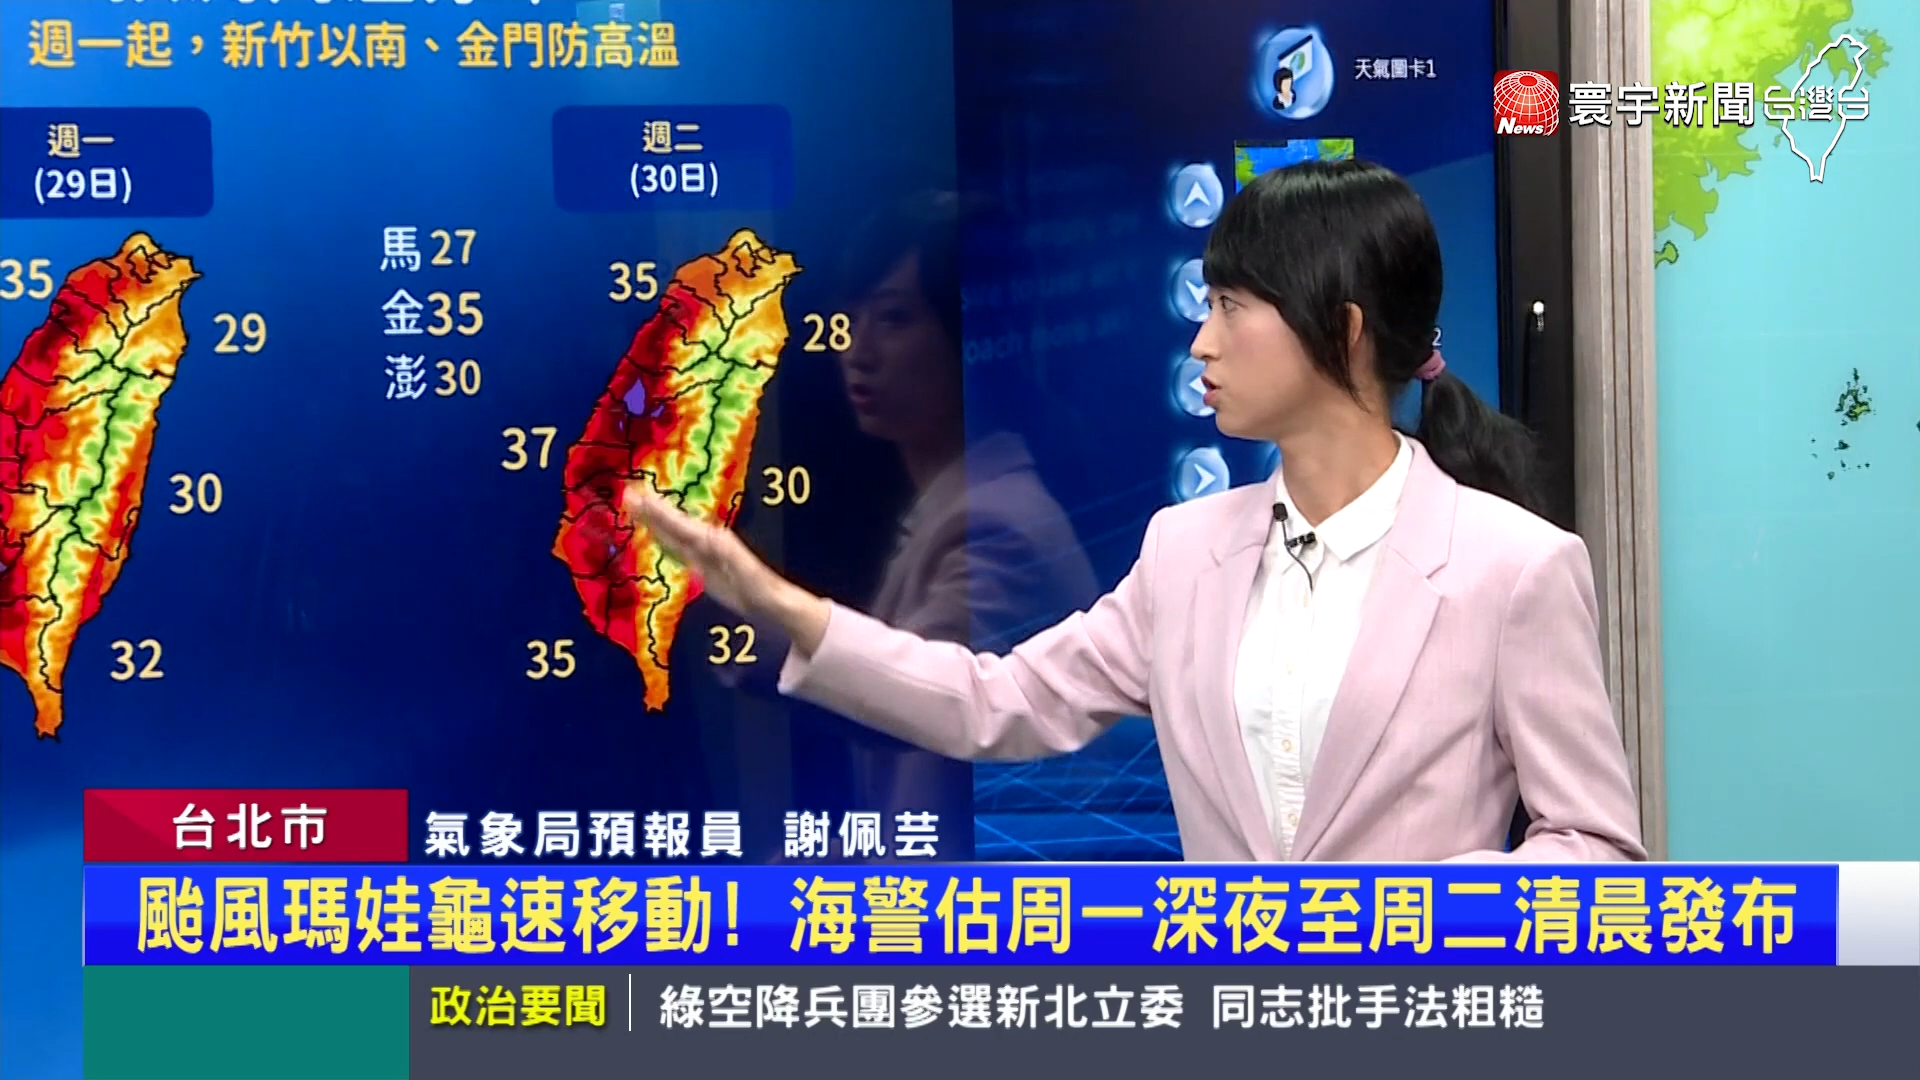 週一起，新竹以南、金門防高溫
天氣圖卡1
News 寰宇新聞 台灣台
週一
(29日)
週二
(30日)
馬 27
金 35
澎 30
35
29
30
32
35
28
37
30
35
32
2
台北市
氣象局預報員 謝佩芸
颱風瑪娃龜速移動! 海警估周一深夜至周二清晨發布
政治要聞
綠空降兵團參選新北立委 同志批手法粗糙